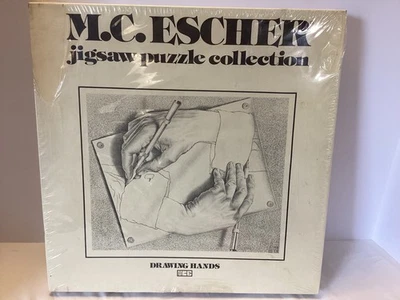 M.C. ESCHER
jigsaw puzzle collection
DRAWING HANDS